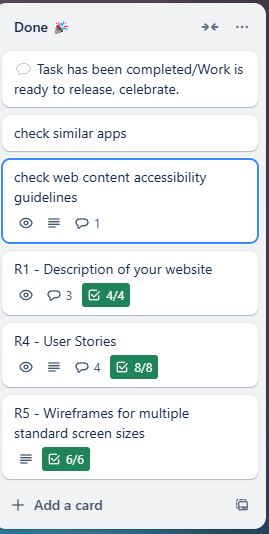 Done 🎉
💬 Task has been completed/Work is
ready to release, celebrate.
check similar apps
check web content accessibility
guidelines
1
R1 - Description of your website
3 4/4
R4 - User Stories
4 8/8
R5 - Wireframes for multiple
standard screen sizes
6/6
+ Add a card